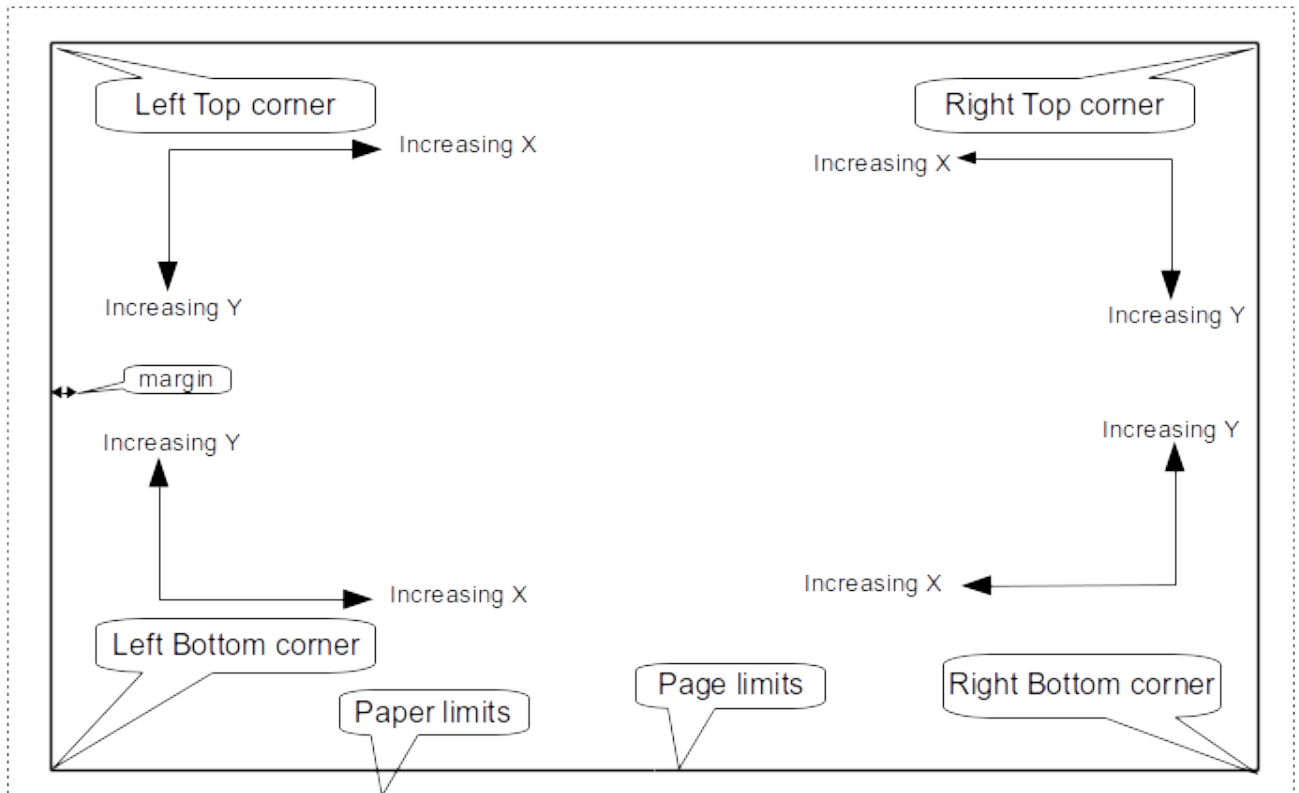 Left Top corner
Right Top corner
Increasing X
Increasing X
Increasing Y
Increasing Y
margin
Increasing Y
Increasing Y
Increasing X
Increasing X
Left Bottom corner
Page limits
Right Bottom corner
Paper limits